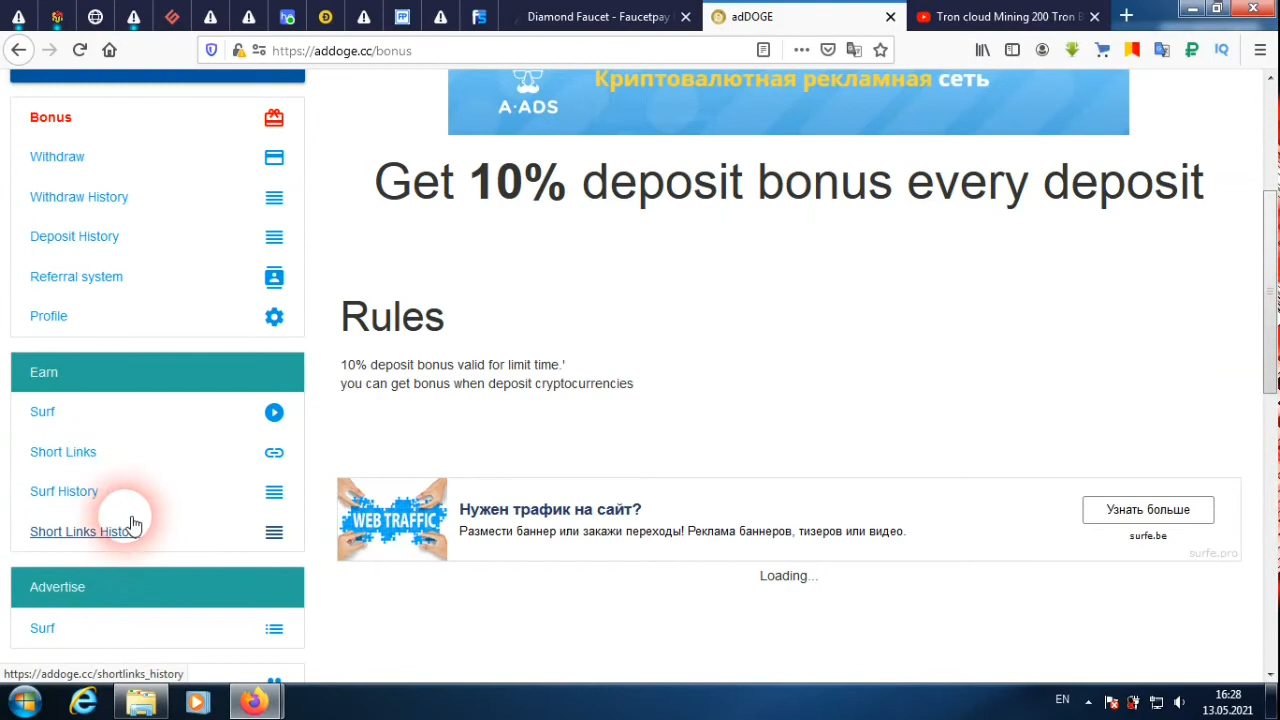 Diamond Faucet - Faucetpay
adDOGE
Tron cloud Mining 200 Tron B
https://addoge.cc/bonus
IQ
FP
FS
A·ADS
Криптовалютная рекламная сеть
Bonus
Withdraw
Withdraw History
Deposit History
Referral system
Profile
Earn
Surf
Short Links
Surf History
Short Links Histo
Advertise
Surf
Get 10% deposit bonus every deposit
Rules
10% deposit bonus valid for limit time.'
you can get bonus when deposit cryptocurrencies
WEB TRAFFIC
Нужен трафик на сайт?
Размести баннер или закажи переходы! Реклама баннеров, тизеров или видео.
Узнать больше
surfe.be
surfe.pro
Loading...
https://addoge.cc/shortlinks_history
EN
16:28
13.05.2021